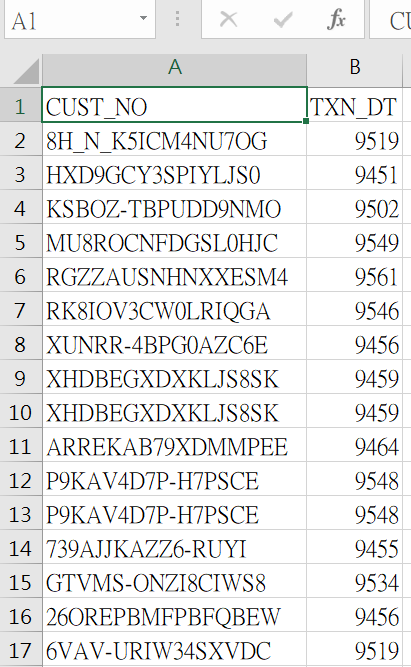 A1 fx CU
A B
1 CUST_NO TXN_DT
2 8H_N_K5ICM4NU7OG 9519
3 HXD9GCY3SPIYLJS0 9451
4 KSBOZ-TBPUDD9NMO 9502
5 MU8ROCNFDGSL0HJC 9549
6 RGZZAUSNHNXXESM4 9561
7 RK8IOV3CW0LRIQGA 9546
8 XUNRR-4BPG0AZC6E 9456
9 XHDBEGXDXKLJS8SK 9459
10 XHDBEGXDXKLJS8SK 9459
11 ARREKAB79XDMMPEE 9464
12 P9KAV4D7P-H7PSCE 9548
13 P9KAV4D7P-H7PSCE 9548
14 739AJJKAZZ6-RUYI 9455
15 GTVMS-ONZI8CIWS8 9534
16 26OREPBMFPBFQBEW 9456
17 6VAV-URIW34SXVDC 9519